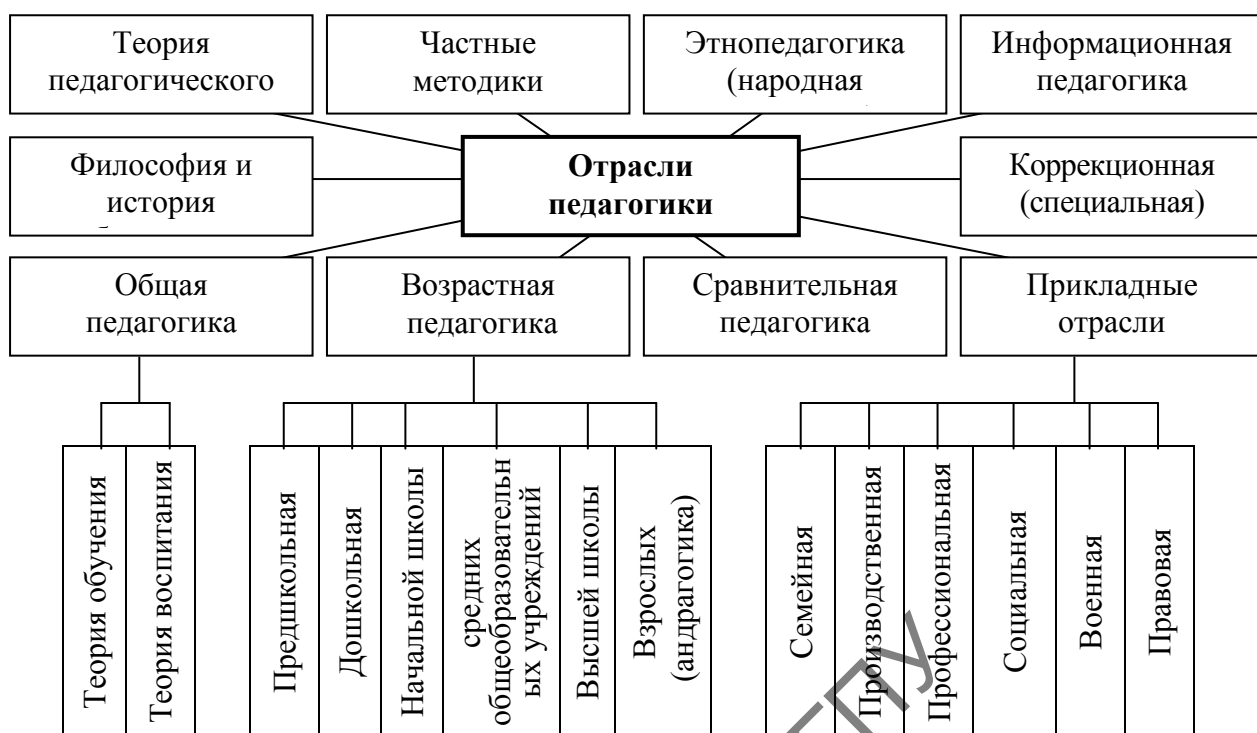 Теория
педагогического
Частные
методики
Этнопедагогика
(народная
Информационная
педагогика
Философия и
история
Отрасли
педагогики
Коррекционная
(специальная)
Общая
педагогика
Возрастная
педагогика
Сравнительная
педагогика
Прикладные
отрасли
Теория обучения
Теория воспитания
Предшкольная
Дошкольная
Начальной школы
средних
общеобразовательн
ых учреждений
Высшей школы
Взрослых
(андрагогика)
Семейная
Производственная
Профессиональная
Социальная
Военная
Правовая
ГПУ